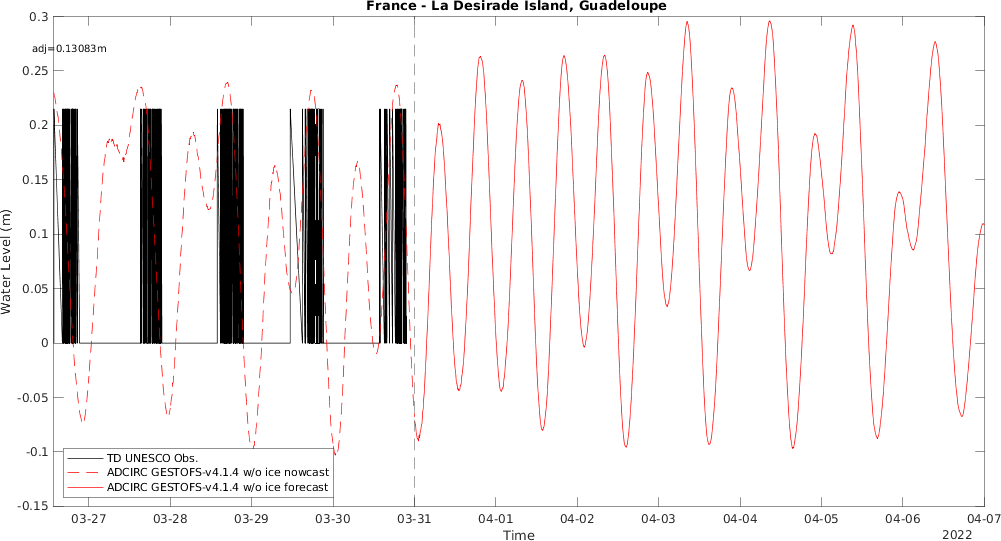 France - La Desirade Island, Guadeloupe
adj=0.13083m
0.3
0.25
0.2
0.15
0.1
0.05
0
-0.05
-0.1
-0.15
Water Level (m)
TD UNESCO Obs.
ADCIRC GESTOFS-v4.1.4 w/o ice nowcast
ADCIRC GESTOFS-v4.1.4 w/o ice forecast
03-27 03-28 03-29 03-30 03-31 04-01 04-02 04-03 04-04 04-05 04-06 04-07
Time
2022